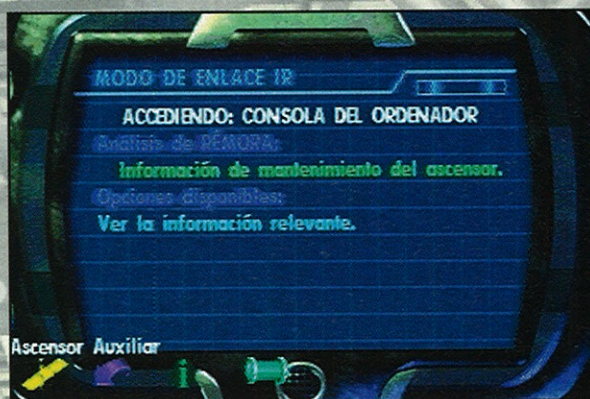 MODO DE ENLACE IR
ACCEDIENDO: CONSOLA DEL ORDENADOR
Análisis de RÉMORA:
Información de mantenimiento del ascensor.
Opciones disponibles:
Ver la información relevante.
Ascensor Auxiliar